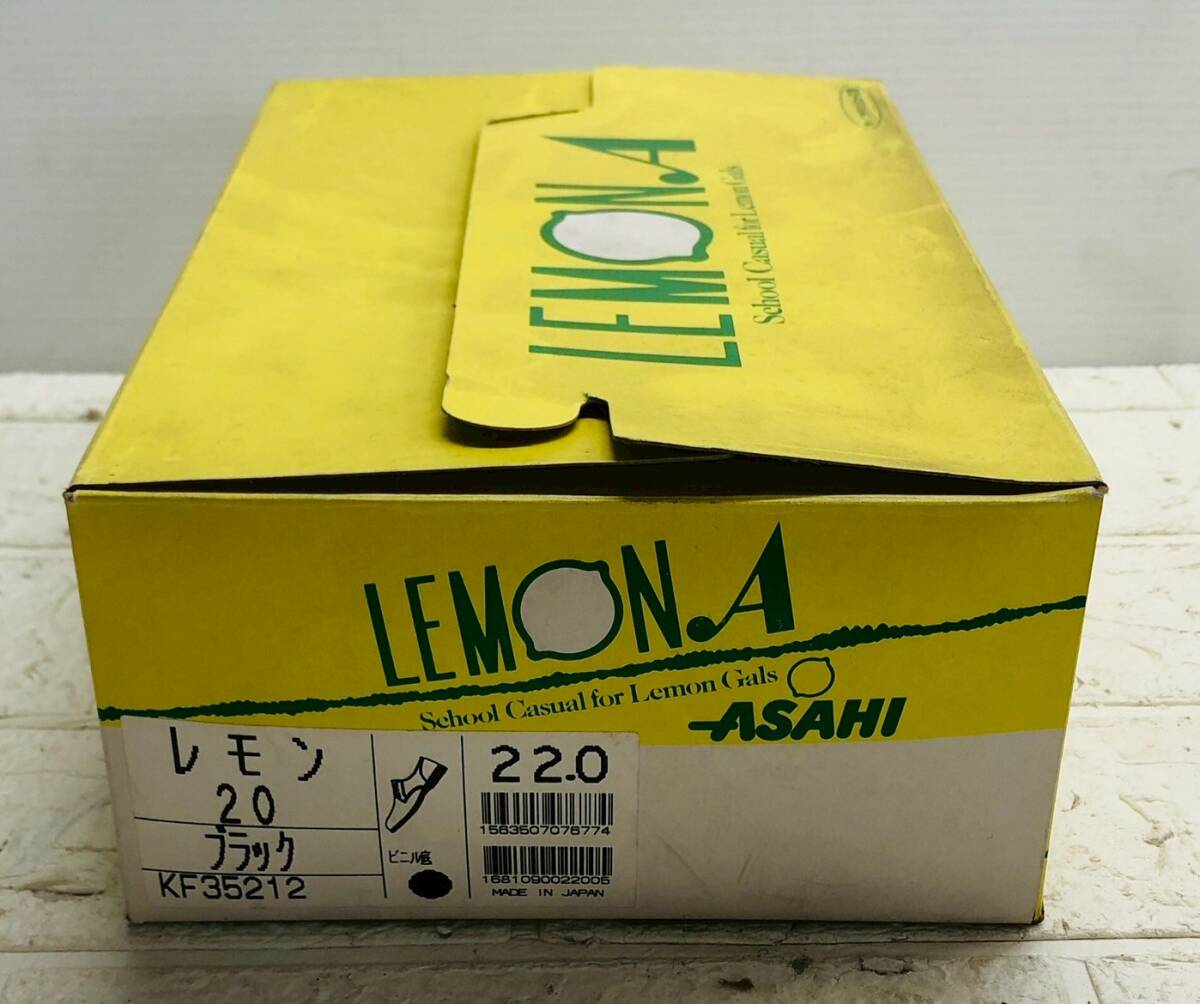 LEMON.A
School Casual for Lemon Gals
LEMON.A
School Casual for Lemon Gals
ASAHI
レモン
20
ブラック
KF35212
ビニル底
22.0
1563507076774
1681090022005
MADE IN JAPAN